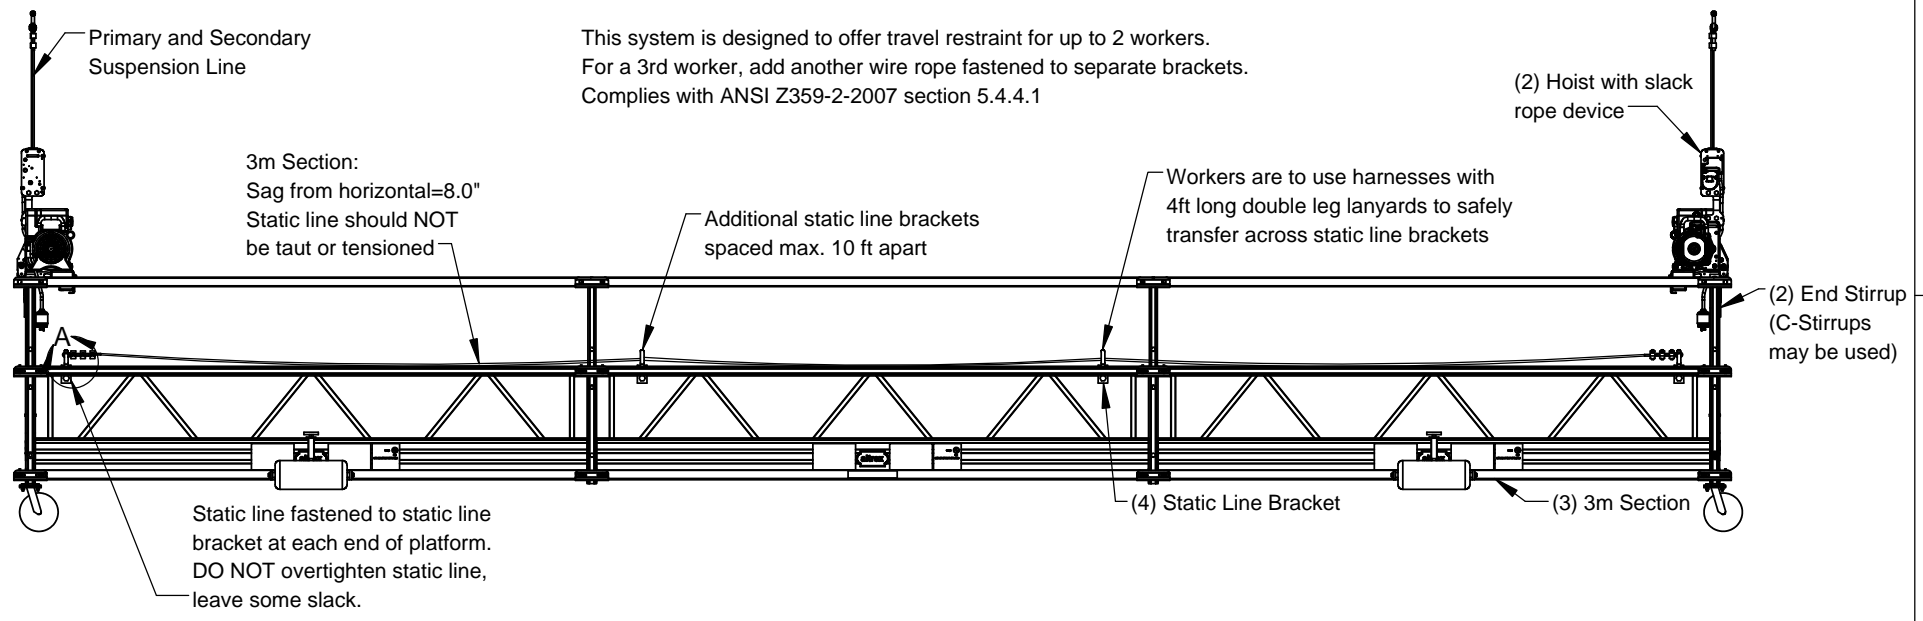 Primary and Secondary
Suspension Line
This system is designed to offer travel restraint for up to 2 workers.
For a 3rd worker, add another wire rope fastened to separate brackets.
Complies with ANSI Z359-2-2007 section 5.4.4.1
(2) Hoist with slack
rope device
3m Section:
Sag from horizontal=8.0"
Static line should NOT
be taut or tensioned
Additional static line brackets
spaced max. 10 ft apart
Workers are to use harnesses with
4ft long double leg lanyards to safely
transfer across static line brackets
(2) End Stirrup
(C-Stirrups
may be used)
A
(4) Static Line Bracket
(3) 3m Section
Static line fastened to static line
bracket at each end of platform.
DO NOT overtighten static line,
leave some slack.